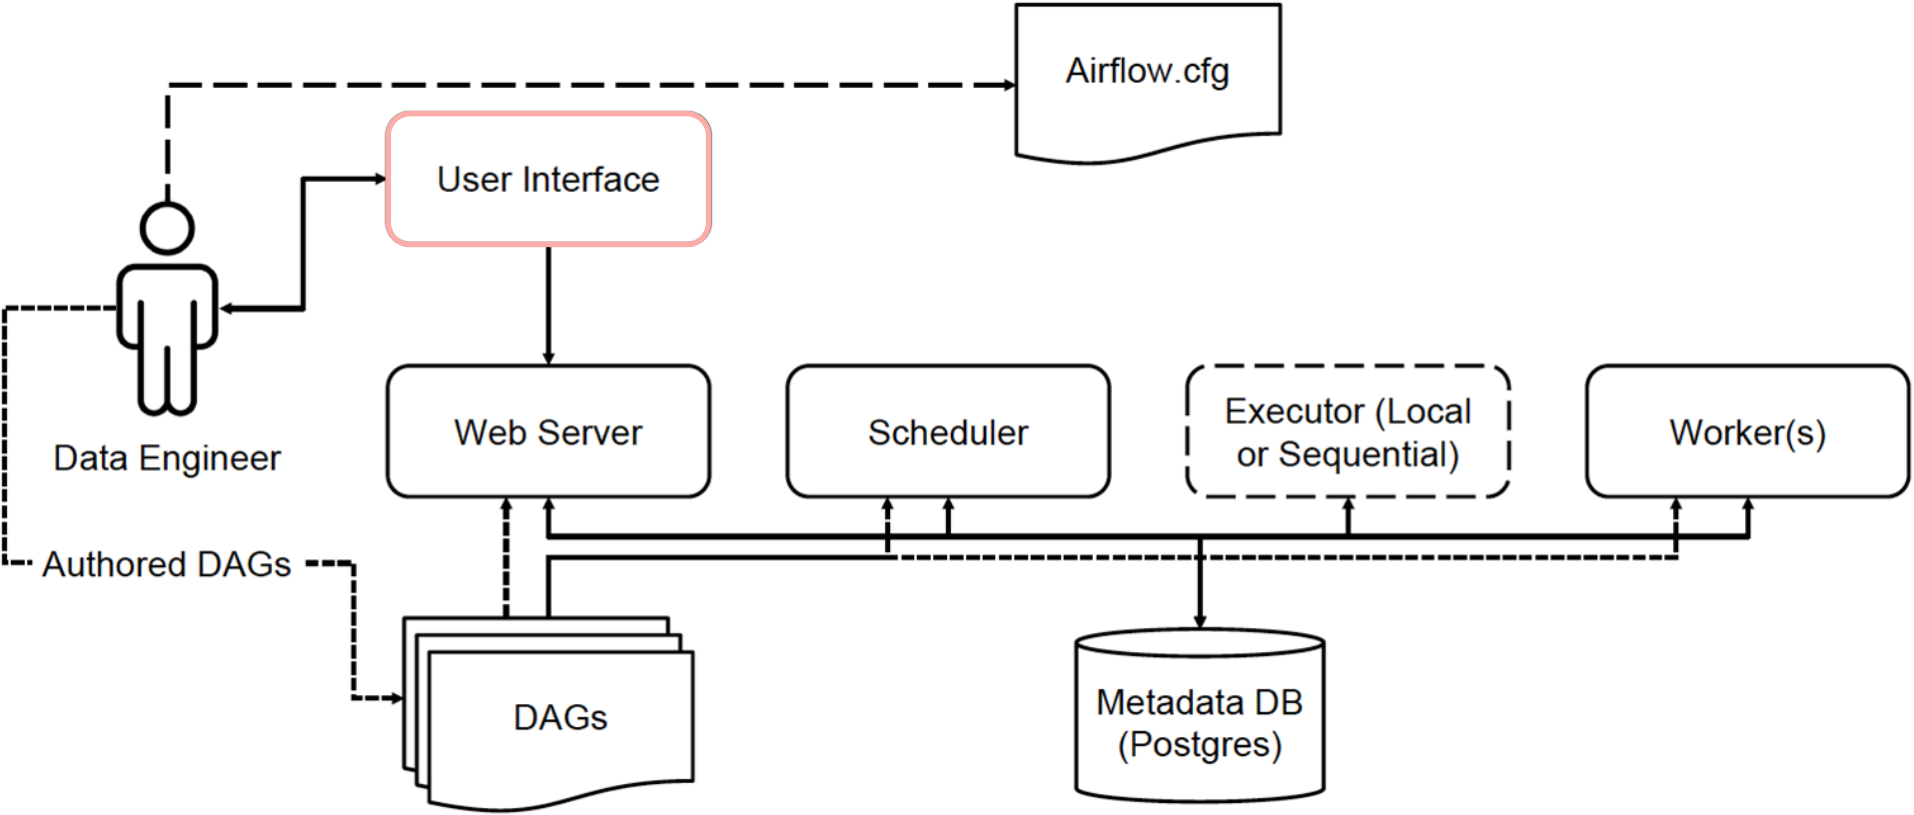 Airflow.cfg
User Interface
Data Engineer
Web Server
Scheduler
Executor (Local
or Sequential)
Worker(s)
Authored DAGs
DAGs
Metadata DB
(Postgres)